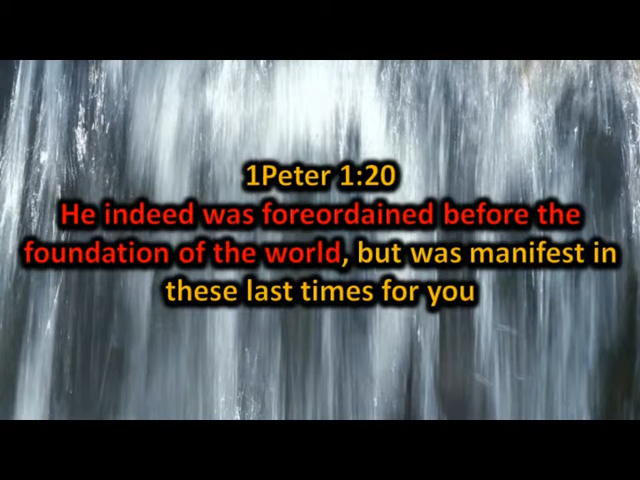 1Peter 1:20
He indeed was foreordained before the
foundation of the world, but was manifest in
these last times for you